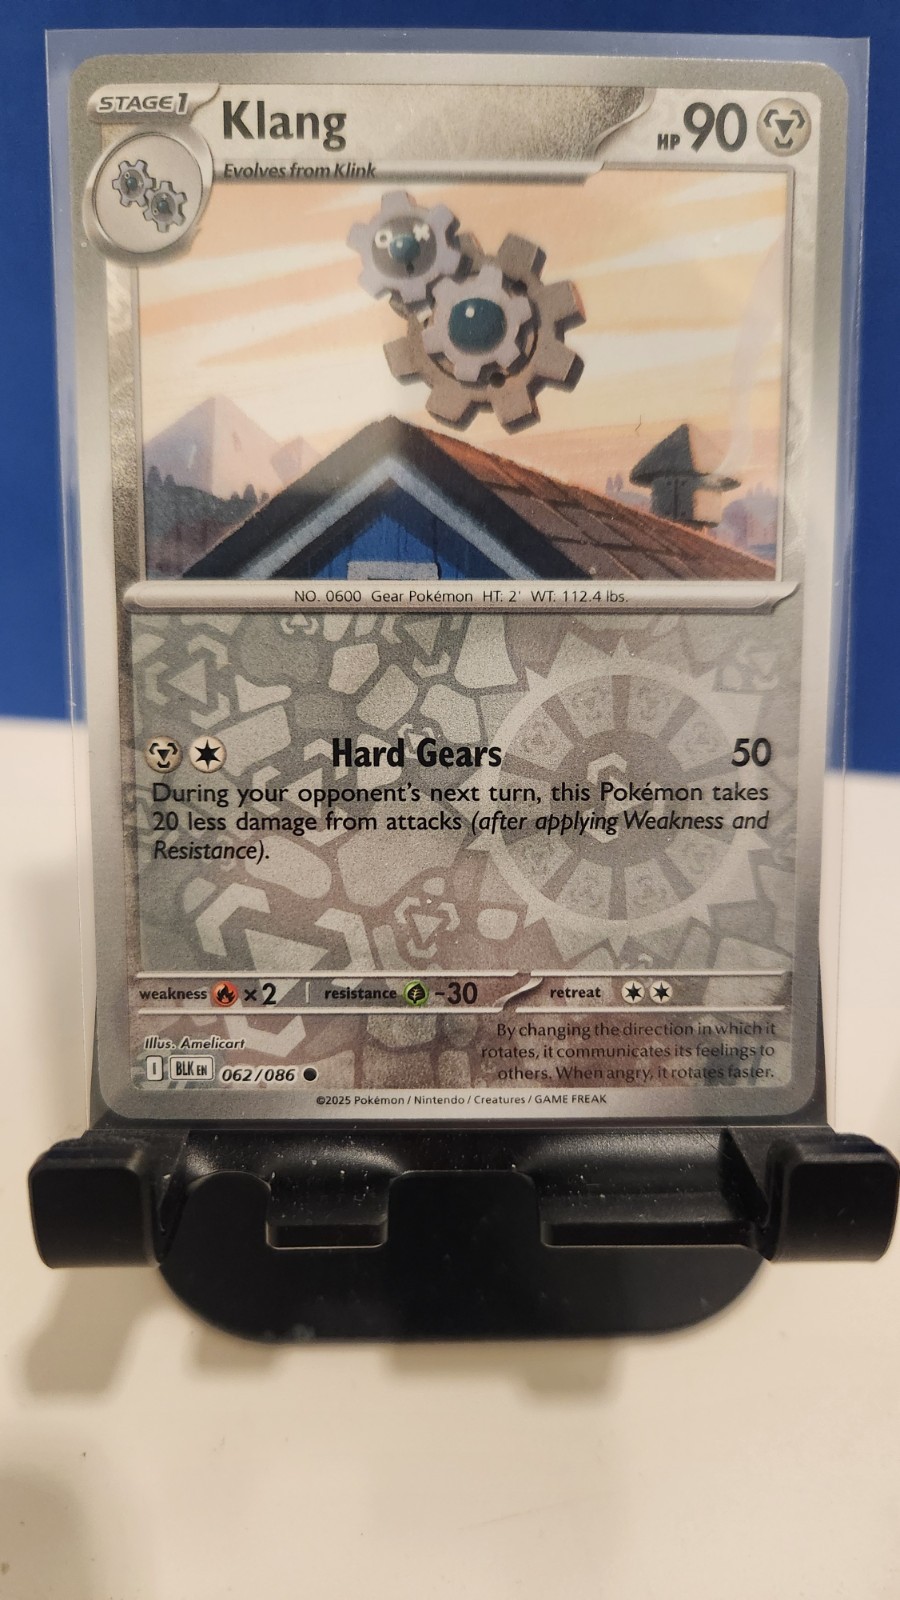 STAGE1
Klang
HP 90
Evolves from Klink
NO. 0600 Gear Pokémon HT: 2' WT: 112.4 lbs.
Hard Gears 50
During your opponent's next turn, this Pokémon takes
20 less damage from attacks (after applying Weakness and
Resistance).
weakness ×2 resistance -30 retreat
By changing the direction in which it
rotates, it communicates its feelings to
others. When angry, it rotates faster.
Illus. Amelicart
I BLK EN 062/086
©2025 Pokémon / Nintendo / Creatures / GAME FREAK